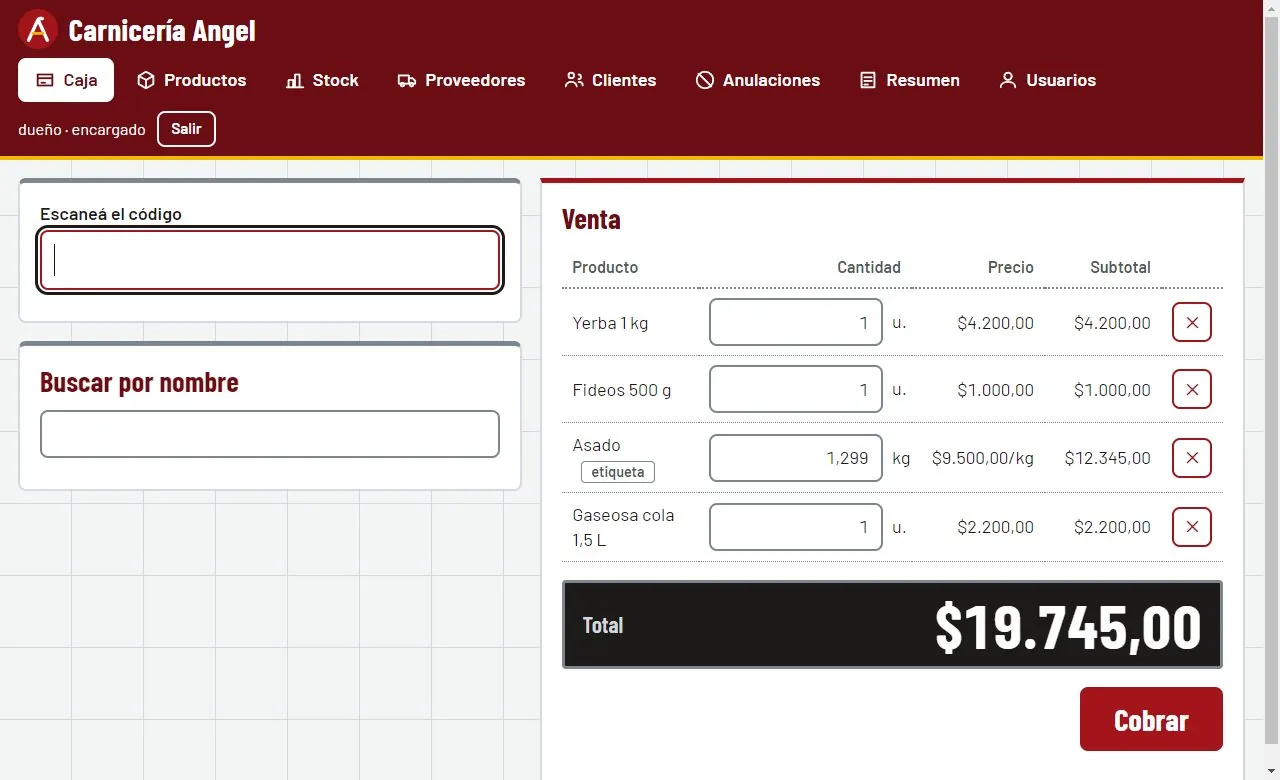 A Carnicería Angel
Caja Productos Stock Proveedores Clientes Anulaciones Resumen Usuarios
dueño · encargado Salir
Escaneá el código
Buscar por nombre
Venta
Producto Cantidad Precio Subtotal
Yerba 1 kg 1 u. $4.200,00 $4.200,00
Fideos 500 g 1 u. $1.000,00 $1.000,00
Asado
etiqueta 1,299 kg $9.500,00/kg $12.345,00
Gaseosa cola
1,5 L 1 u. $2.200,00 $2.200,00
Total $19.745,00
Cobrar